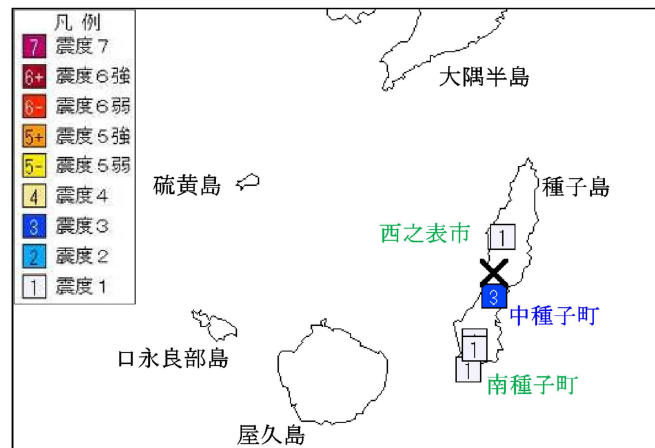 凡例
7 震度7
6+ 震度6強
6- 震度6弱
5+ 震度5強
5- 震度5弱
4 震度4
3 震度3
2 震度2
1 震度1
大隅半島
硫黄島
種子島
西之表市
1
3
中種子町
口永良部島
1
1
南種子町
屋久島